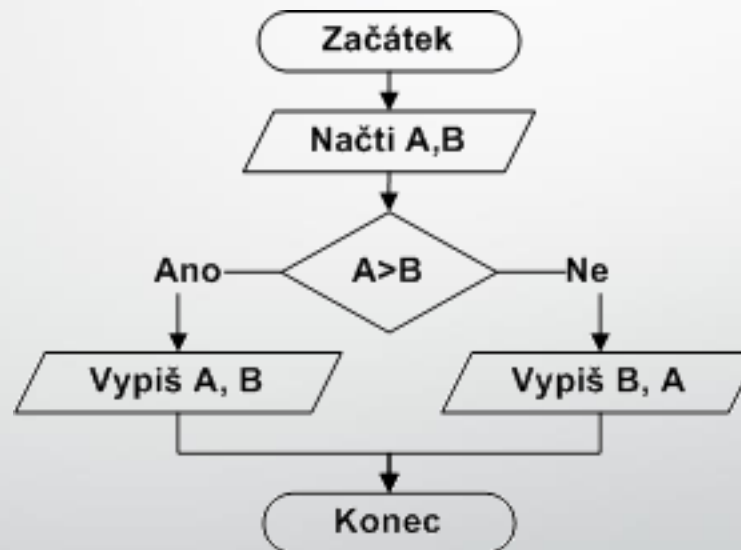 Začátek
Načti A,B
Ano
A>B
Ne
Vypiš A, B
Vypiš B, A
Konec